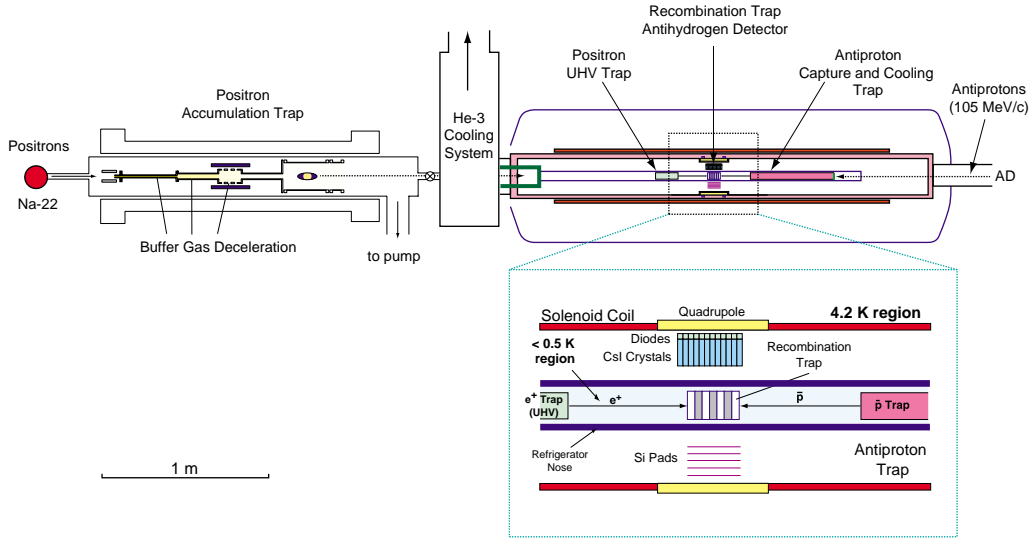 Recombination Trap
Antihydrogen Detector
Positron
UHV Trap
Antiproton
Capture and Cooling
Trap
Antiprotons
(105 MeV/c)
Positron
Accumulation Trap
He-3
Cooling
System
Positrons
Na-22
AD
Buffer Gas Deceleration
to pump
Solenoid Coil
Quadrupole
4.2 K region
Diodes
CsI Crystals
< 0.5 K
region
Recombination
Trap
e+ Trap
(UHV)
e+
p̄
p̄ Trap
Refrigerator
Nose
Si Pads
Antiproton
Trap
1 m